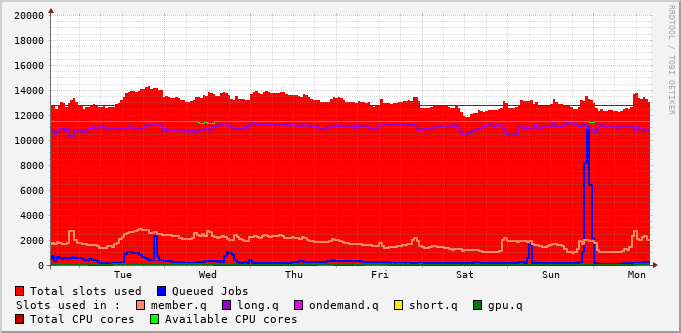 RRDTOOL / TOBI OETIKER
20000
18000
16000
14000
12000
10000
8000
6000
4000
2000
0
Tue Wed Thu Fri Sat Sun Mon
Total slots used Queued Jobs
Slots used in : member.q long.q ondemand.q short.q gpu.q
Total CPU cores Available CPU cores